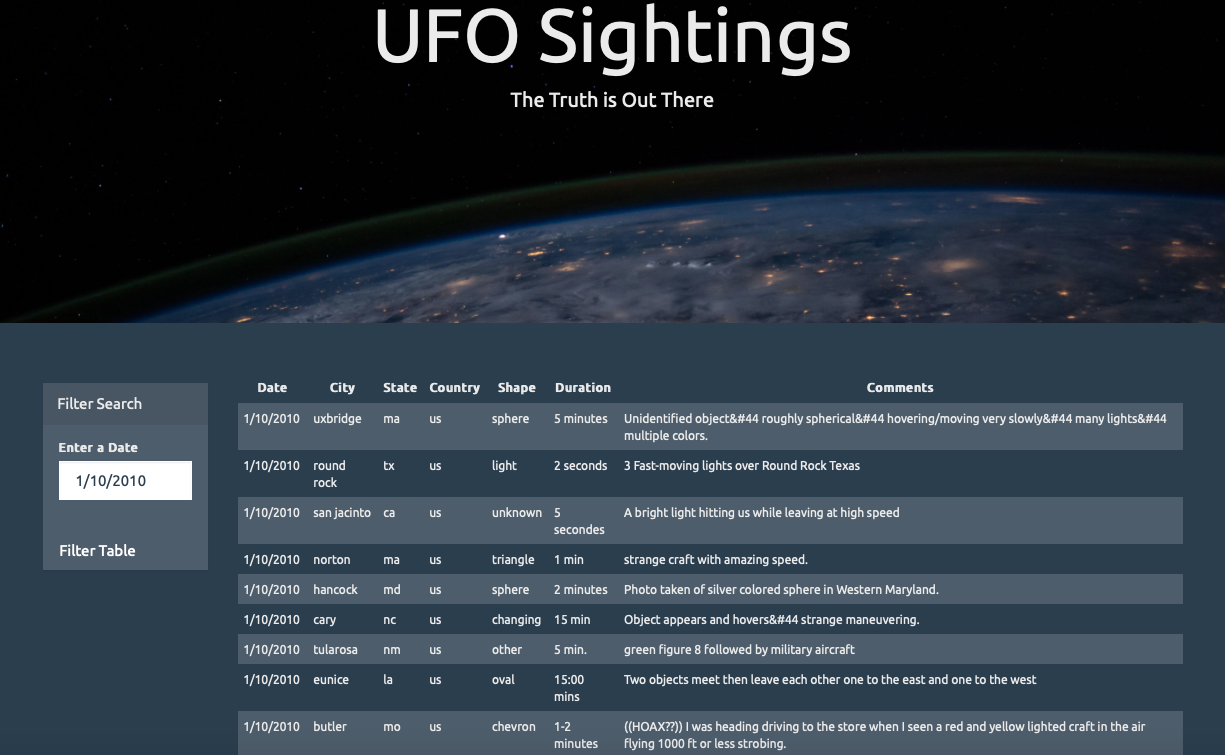 UFO Sightings
The Truth is Out There
Filter Search
Enter a Date
1/10/2010
Filter Table
Date City State Country Shape Duration Comments
1/10/2010 uxbridge ma us sphere 5 minutes Unidentified object&#44 roughly spherical&#44 hovering/moving very slowly&#44 many lights&#44
multiple colors.
1/10/2010 round tx us light 2 seconds 3 Fast-moving lights over Round Rock Texas
rock
1/10/2010 san jacinto ca us unknown 5 A bright light hitting us while leaving at high speed
secondes
1/10/2010 norton ma us triangle 1 min strange craft with amazing speed.
1/10/2010 hancock md us sphere 2 minutes Photo taken of silver colored sphere in Western Maryland.
1/10/2010 cary nc us changing 15 min Object appears and hovers&#44 strange maneuvering.
1/10/2010 tularosa nm us other 5 min. green figure 8 followed by military aircraft
1/10/2010 eunice la us oval 15:00 Two objects meet then leave each other one to the east and one to the west
mins
1/10/2010 butler mo us chevron 1-2 ((HOAX??)) I was heading driving to the store when I seen a red and yellow lighted craft in the air
minutes flying 1000 ft or less strobing.